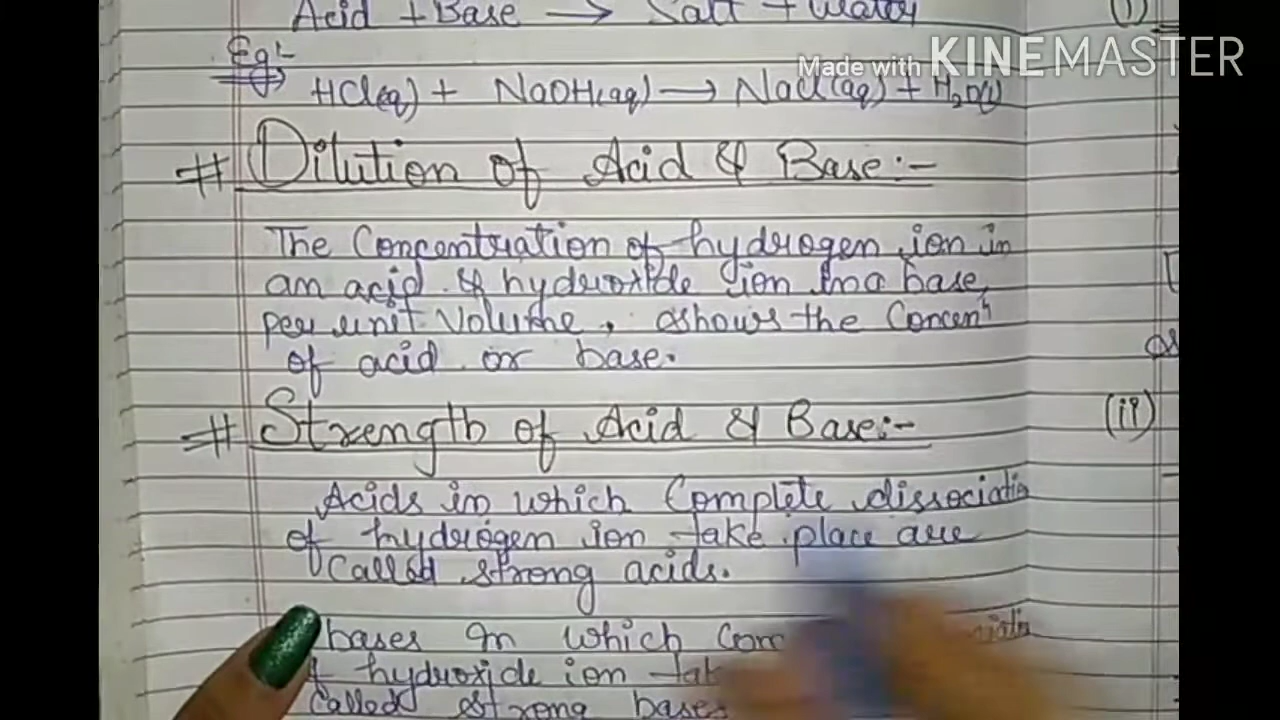 Acid + Base → Salt + Water
(i)
Made with KINEMASTER
Eg:-
HCl(aq) + NaOH(aq) → NaCl(aq) + H₂O(l)
# Dilution of Acid & Base:-
The Concentration of hydrogen ion in
an acid & hydroxide ion in a base,
per unit Volume, shows the Concenⁿ
of acid or base.
# Strength of Acid & Base:-
(ii)
Acids in which Complete dissociation
of hydrogen ion take place are
Called strong acids.
bases in which
hydroxide ion
Called strong bases